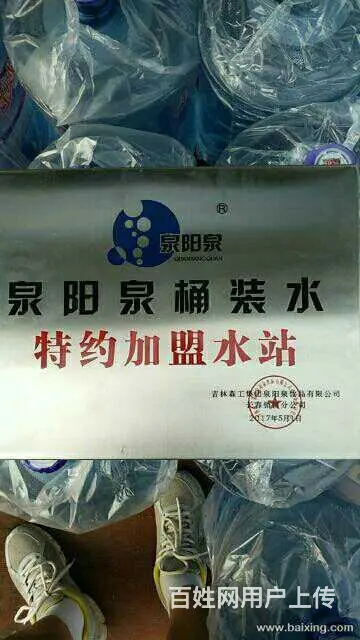 ®
泉阳泉
QUANYANGQUAN
泉阳泉桶装水
特约加盟水站
吉林森工集团泉阳泉饮品有限公司
长春销售分公司
2017年5月1日
百姓网用户上传
www.baixing.com